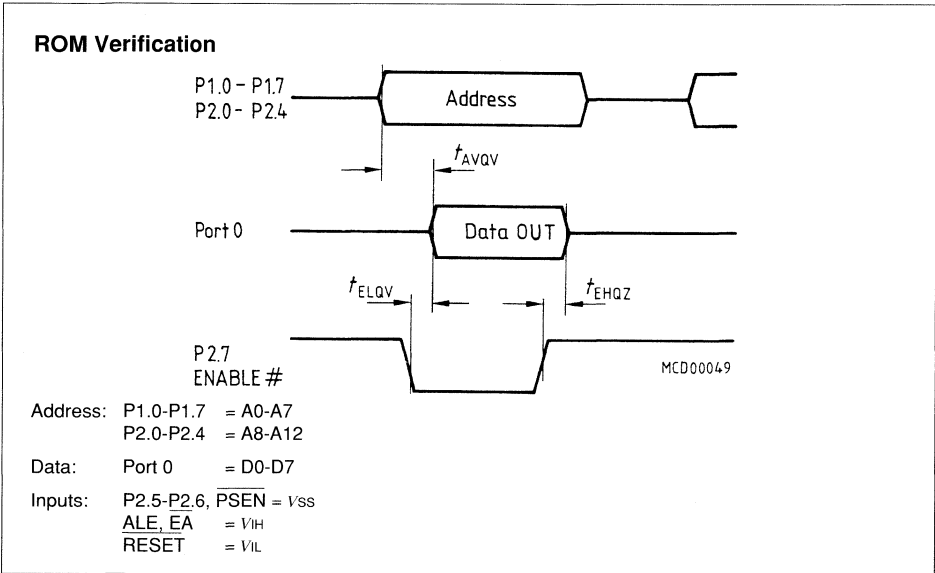 ROM Verification
P1.0 - P1.7
P2.0 - P2.4
Address
tAVQV
Port 0
Data OUT
tELQV
tEHQZ
P2.7
ENABLE #
MCD00049
Address: P1.0-P1.7 = A0-A7
P2.0-P2.4 = A8-A12
Data: Port 0 = D0-D7
Inputs: P2.5-P2.6, PSEN = VSS
ALE, EA = VIH
RESET = VIL